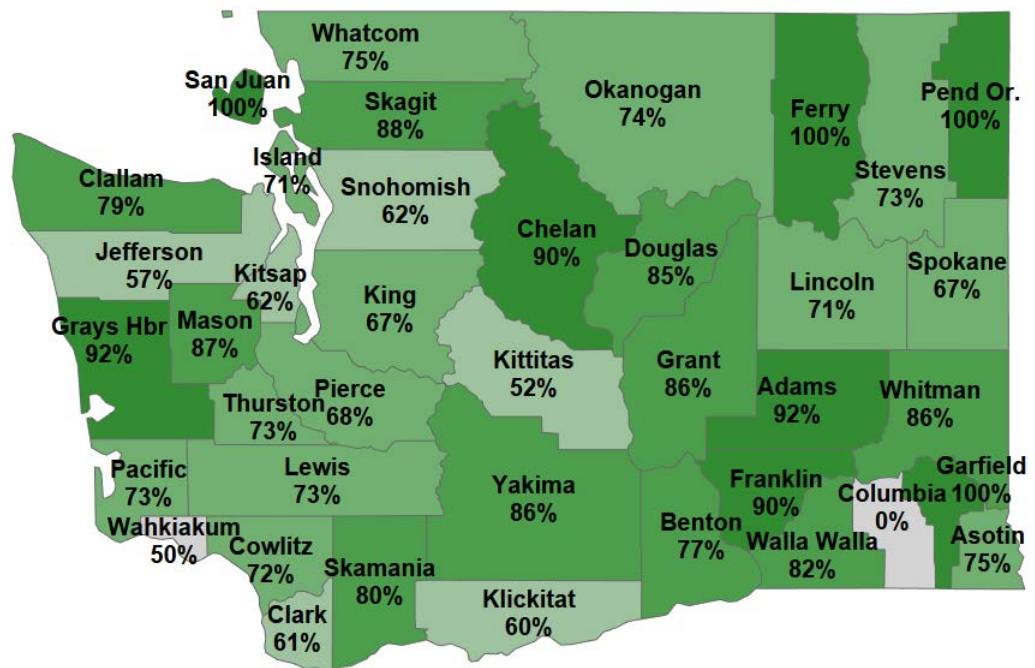 Whatcom
75%
San Juan
100%
Skagit
88%
Okanogan
74%
Ferry
100%
Pend Or.
100%
Stevens
73%
Island
71%
Clallam
79%
Snohomish
62%
Chelan
90%
Douglas
85%
Jefferson
57%
Kitsap
62%
King
67%
Lincoln
71%
Spokane
67%
Grays Hbr
92%
Mason
87%
Kittitas
52%
Grant
86%
Adams
92%
Whitman
86%
Thurston
73%
Pierce
68%
Pacific
73%
Lewis
73%
Yakima
86%
Franklin
90%
Columbia
0%
Garfield
100%
Wahkiakum
50%
Cowlitz
72%
Skamania
80%
Benton
77%
Walla Walla
82%
Asotin
75%
Clark
61%
Klickitat
60%